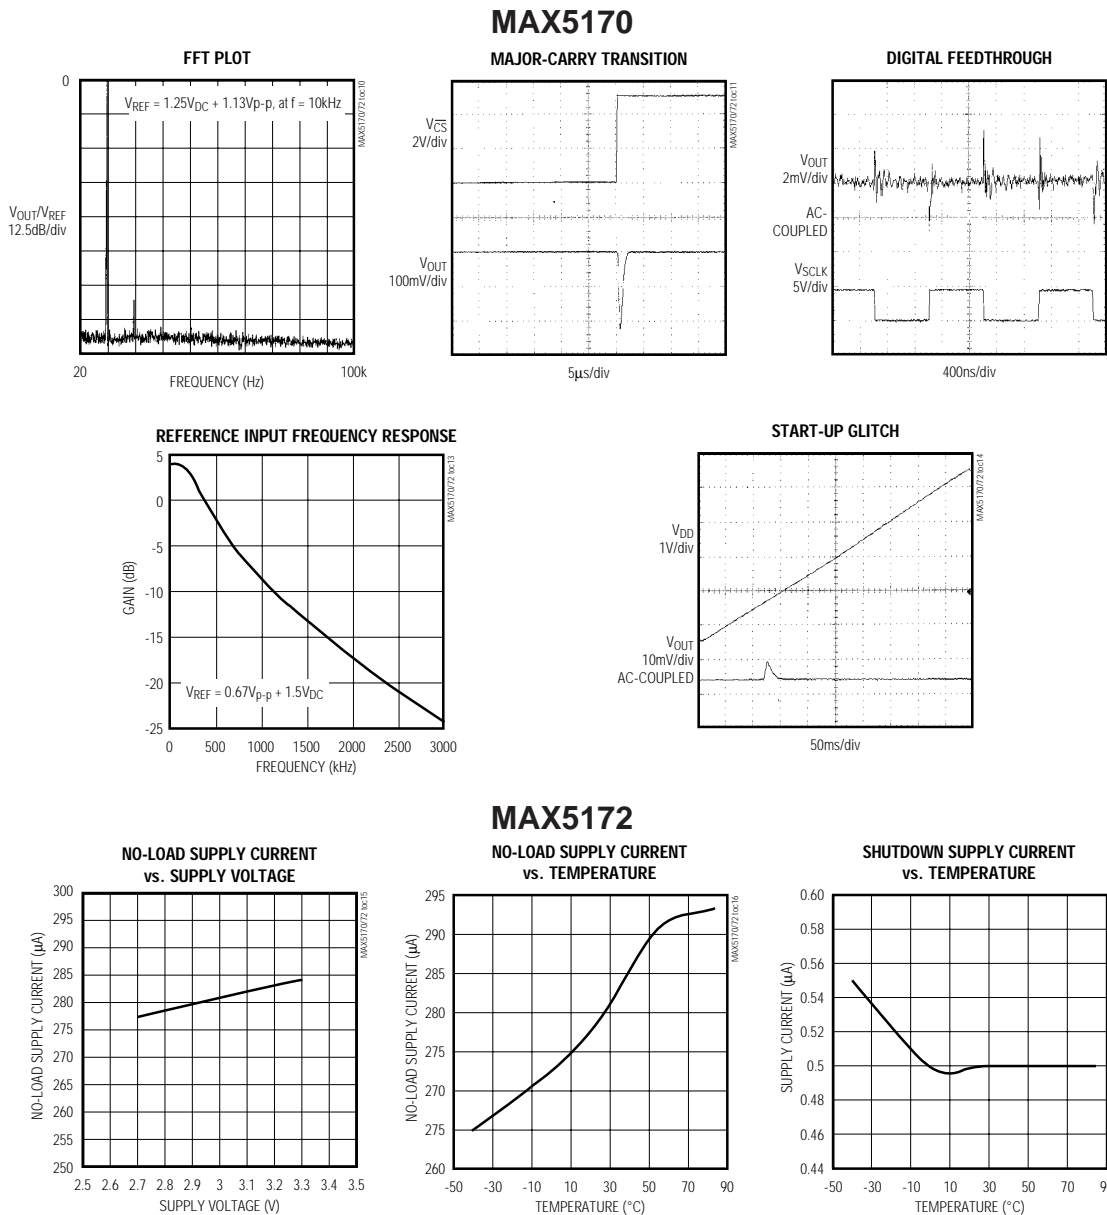 MAX5170
FFT PLOT
0
V_REF = 1.25V_DC + 1.13Vp-p, at f = 10kHz
V_OUT/V_REF
12.5dB/div
20
100k
FREQUENCY (Hz)
MAX5170/72 toc10
MAJOR-CARRY TRANSITION
V_CS̅
2V/div
V_OUT
100mV/div
5μs/div
MAX5170/72 toc11
DIGITAL FEEDTHROUGH
V_OUT
2mV/div
AC-
COUPLED
V_SCLK
5V/div
400ns/div
REFERENCE INPUT FREQUENCY RESPONSE
5
0
-5
-10
-15
-20
-25
GAIN (dB)
V_REF = 0.67V_P-P + 1.5V_DC
0 500 1000 1500 2000 2500 3000
FREQUENCY (kHz)
MAX5170/72 toc13
START-UP GLITCH
V_DD
1V/div
V_OUT
10mV/div
AC-COUPLED
50ms/div
MAX5170/72 toc14
MAX5172
NO-LOAD SUPPLY CURRENT
vs. SUPPLY VOLTAGE
300
295
290
285
280
275
270
265
260
255
250
NO-LOAD SUPPLY CURRENT (μA)
2.5 2.6 2.7 2.8 2.9 3.0 3.1 3.2 3.3 3.4 3.5
SUPPLY VOLTAGE (V)
MAX5170/72 toc15
NO-LOAD SUPPLY CURRENT
vs. TEMPERATURE
295
290
285
280
275
270
275
260
NO-LOAD SUPPLY CURRENT (μA)
-50 -30 -10 10 30 50 70 90
TEMPERATURE (°C)
MAX5170/72 toc16
SHUTDOWN SUPPLY CURRENT
vs. TEMPERATURE
0.60
0.58
0.56
0.54
0.52
0.5
0.48
0.46
0.44
SUPPLY CURRENT (μA)
-50 -30 -10 10 30 50 70 9
TEMPERATURE (°C)